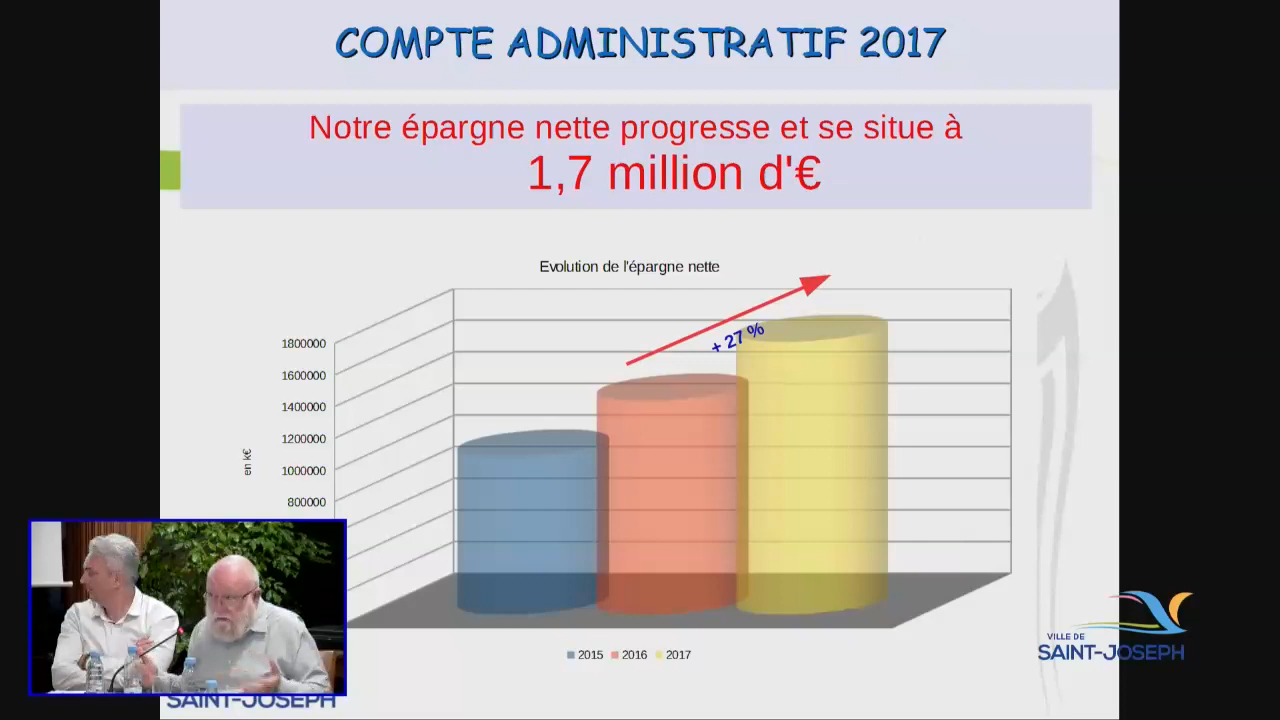 COMPTE ADMINISTRATIF 2017
Notre épargne nette progresse et se situe à
1,7 million d'€
Evolution de l'épargne nette
+ 27 %
1800000
1600000
1400000
1200000
1000000
800000
en k€
2015 2016 2017
VILLE DE
SAINT-JOSEPH
SAINT-JOSEPH